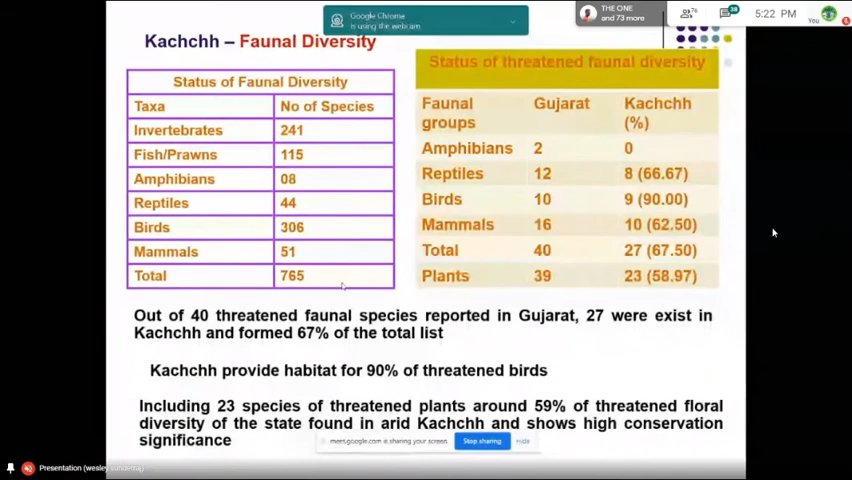 Google Chrome
is using the webcam
THE ONE
and 73 more
76
38
5:22 PM
Kachchh – Faunal Diversity
Status of Faunal Diversity
Taxa No of Species
Invertebrates 241
Fish/Prawns 115
Amphibians 08
Reptiles 44
Birds 306
Mammals 51
Total 765
Status of threatened faunal diversity
Faunal groups Gujarat Kachchh (%)
Amphibians 2 0
Reptiles 12 8 (66.67)
Birds 10 9 (90.00)
Mammals 16 10 (62.50)
Total 40 27 (67.50)
Plants 39 23 (58.97)
Out of 40 threatened faunal species reported in Gujarat, 27 were exist in
Kachchh and formed 67% of the total list
Kachchh provide habitat for 90% of threatened birds
Including 23 species of threatened plants around 59% of threatened floral
diversity of the state found in arid Kachchh and shows high conservation
significance
meet.google.com is sharing your screen. Stop sharing Hide
Presentation (wesley sunderraj)